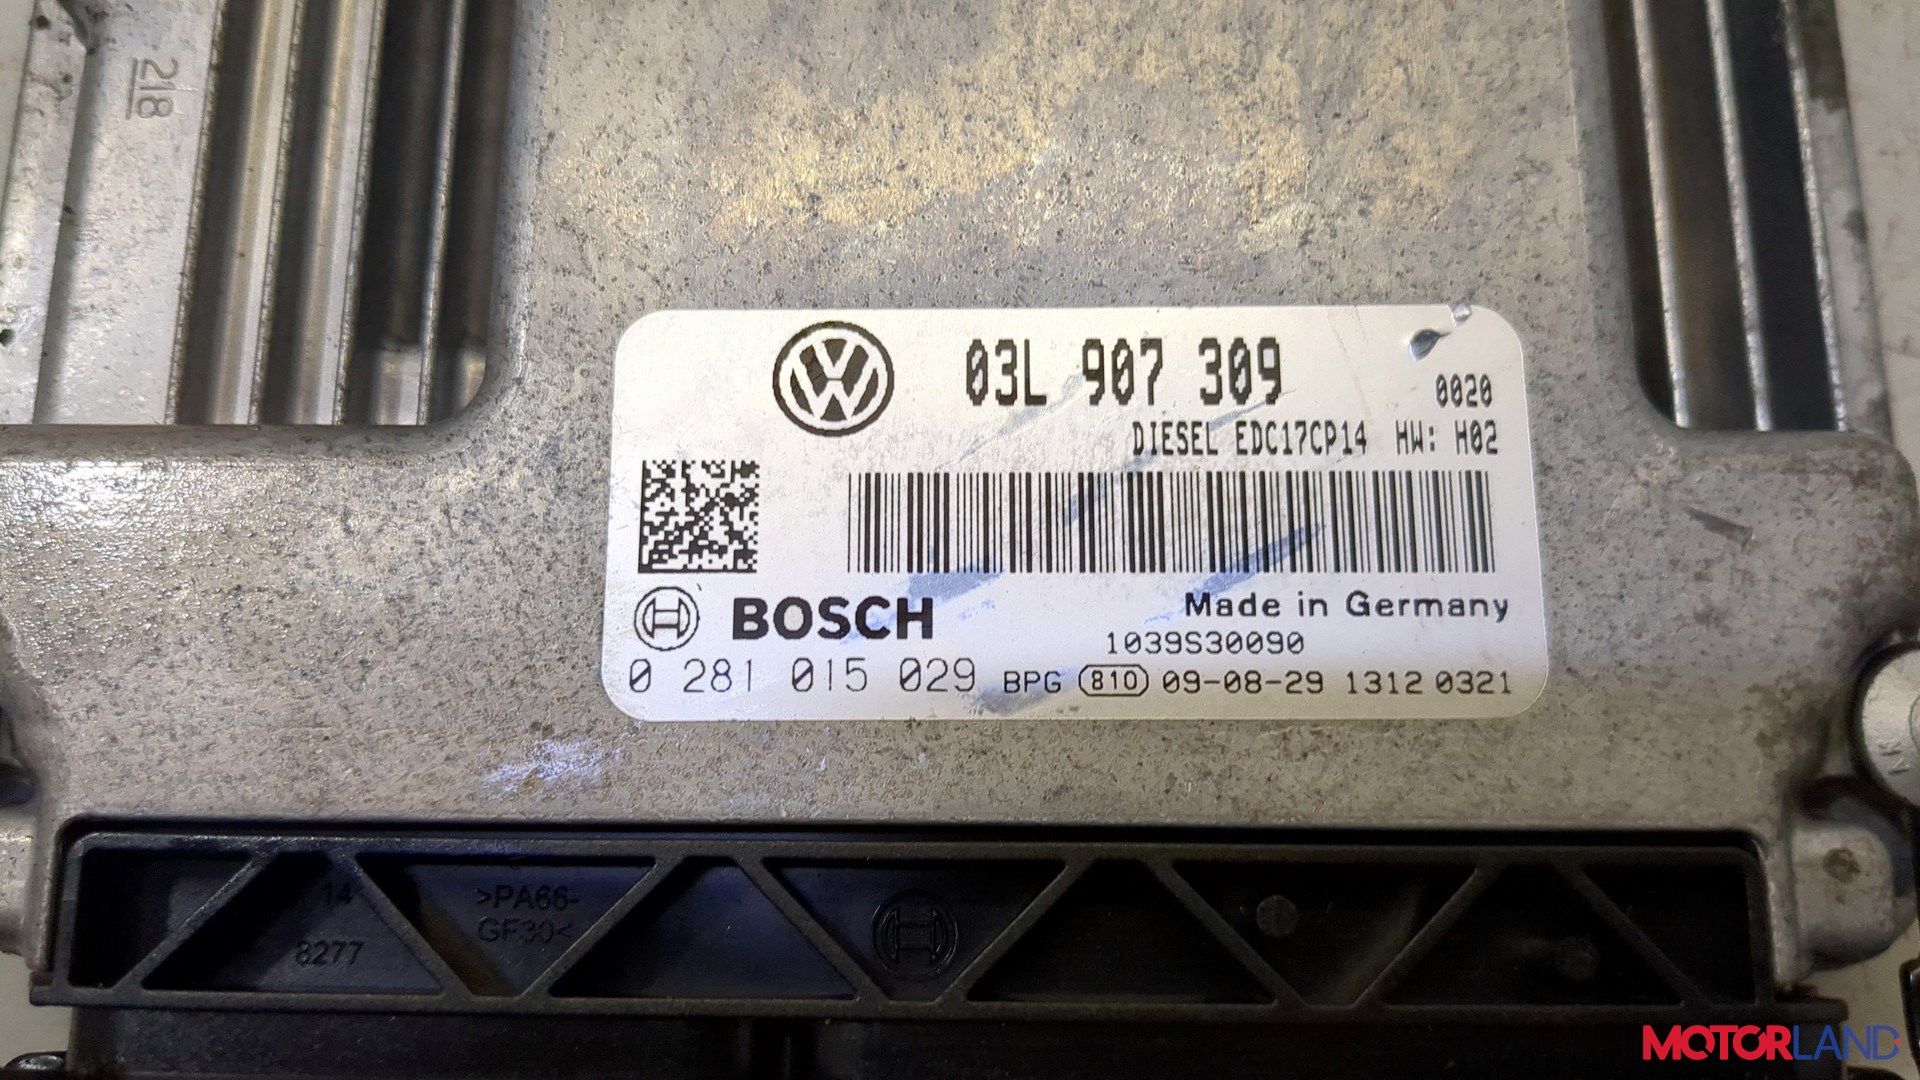 218
03L 907 309
0020
DIESEL EDC17CP14 HW: H02
BOSCH
Made in Germany
1039S30090
0 281 015 029 BPG 810 09-08-29 1312 0321
14
8277
>PA66-
GF30<
MOTORLAND